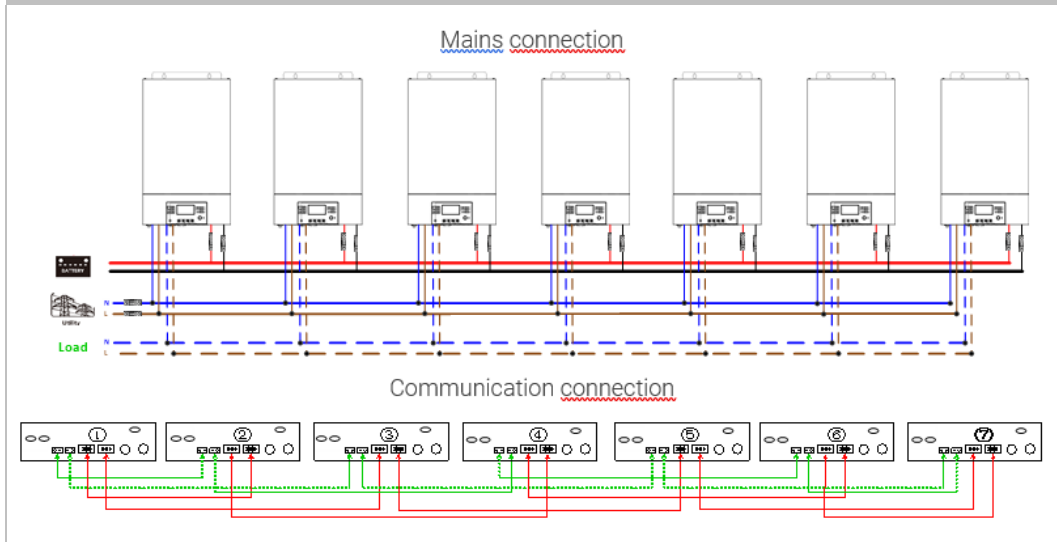 Mains connection
BATTERY
N
L
Utility
N
Load
L
Communication connection
① ② ③ ④ ⑤ ⑥ ⑦